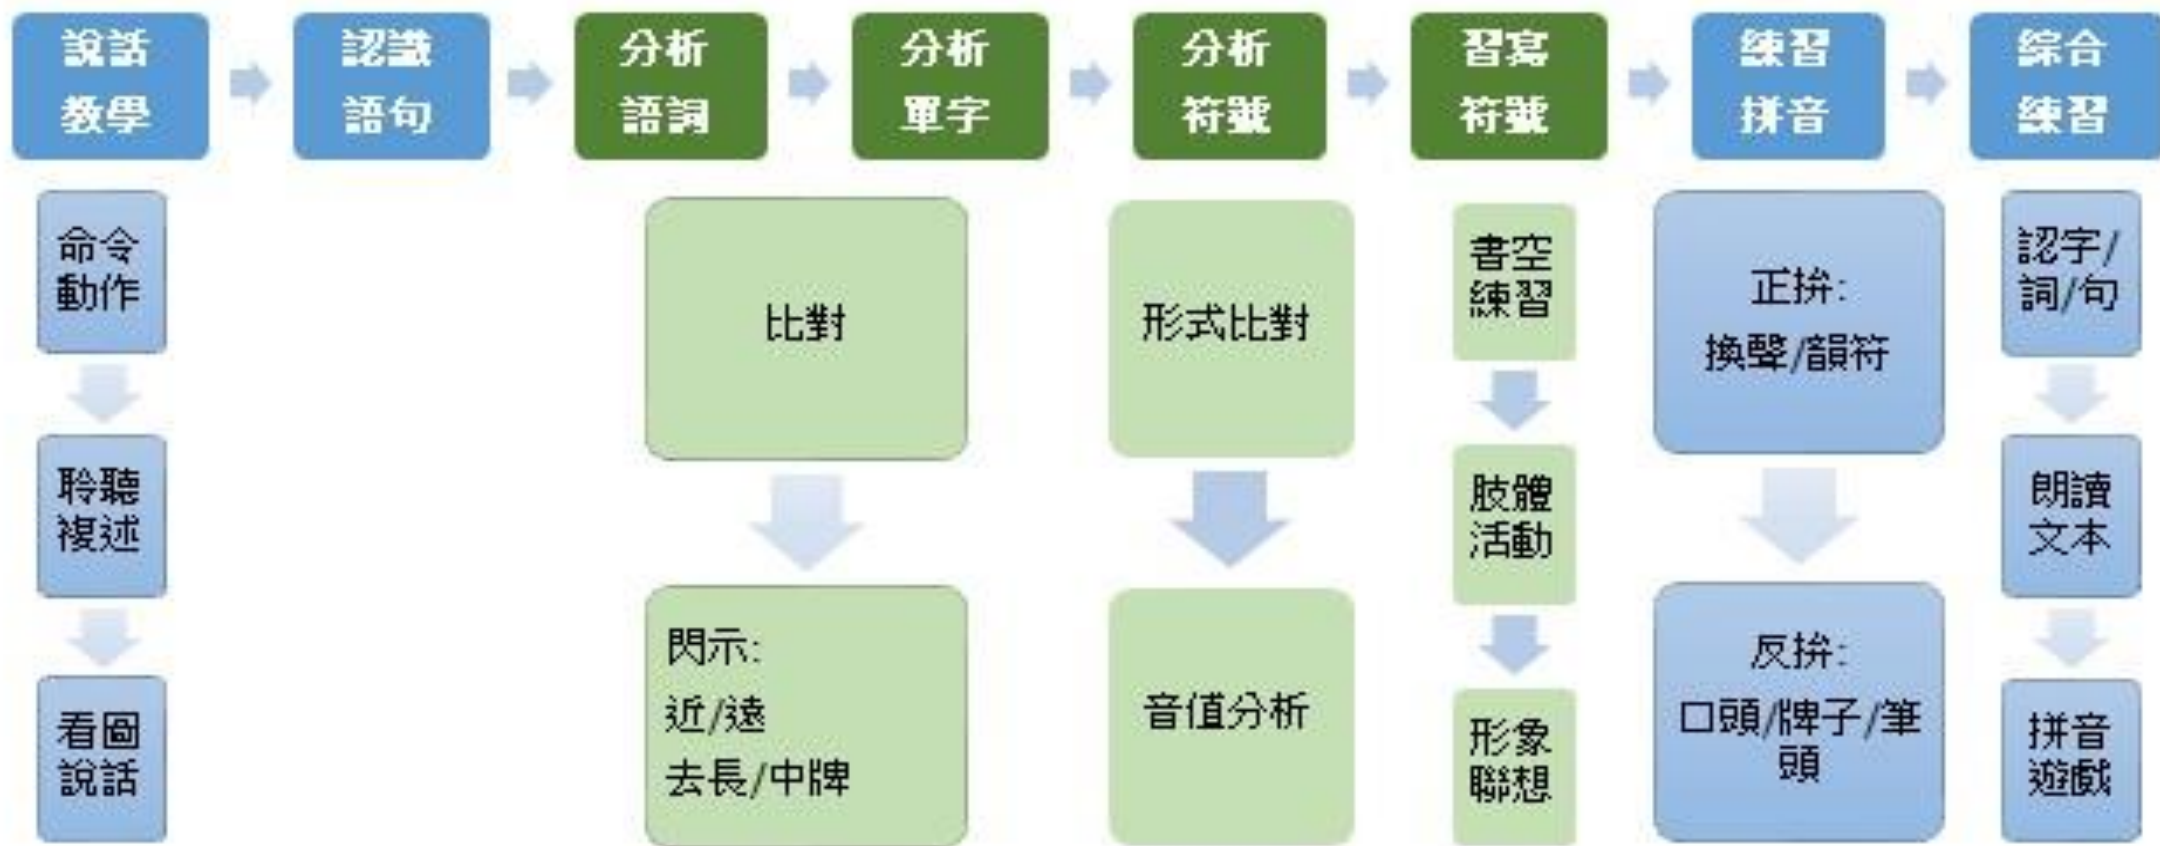 說話
教學
認識
語句
分析
語詞
分析
單字
分析
符號
習寫
符號
練習
拼音
綜合
練習
命令
動作
聆聽
複述
看圖
說話
比對
閃示:
近/遠
去長/中牌
形式比對
音值分析
書空
練習
肢體
活動
形象
聯想
正拚:
換聲/韻符
反拚:
口頭/牌子/筆
頭
認字/
詞/句
朗讀
文本
拼音
遊戲